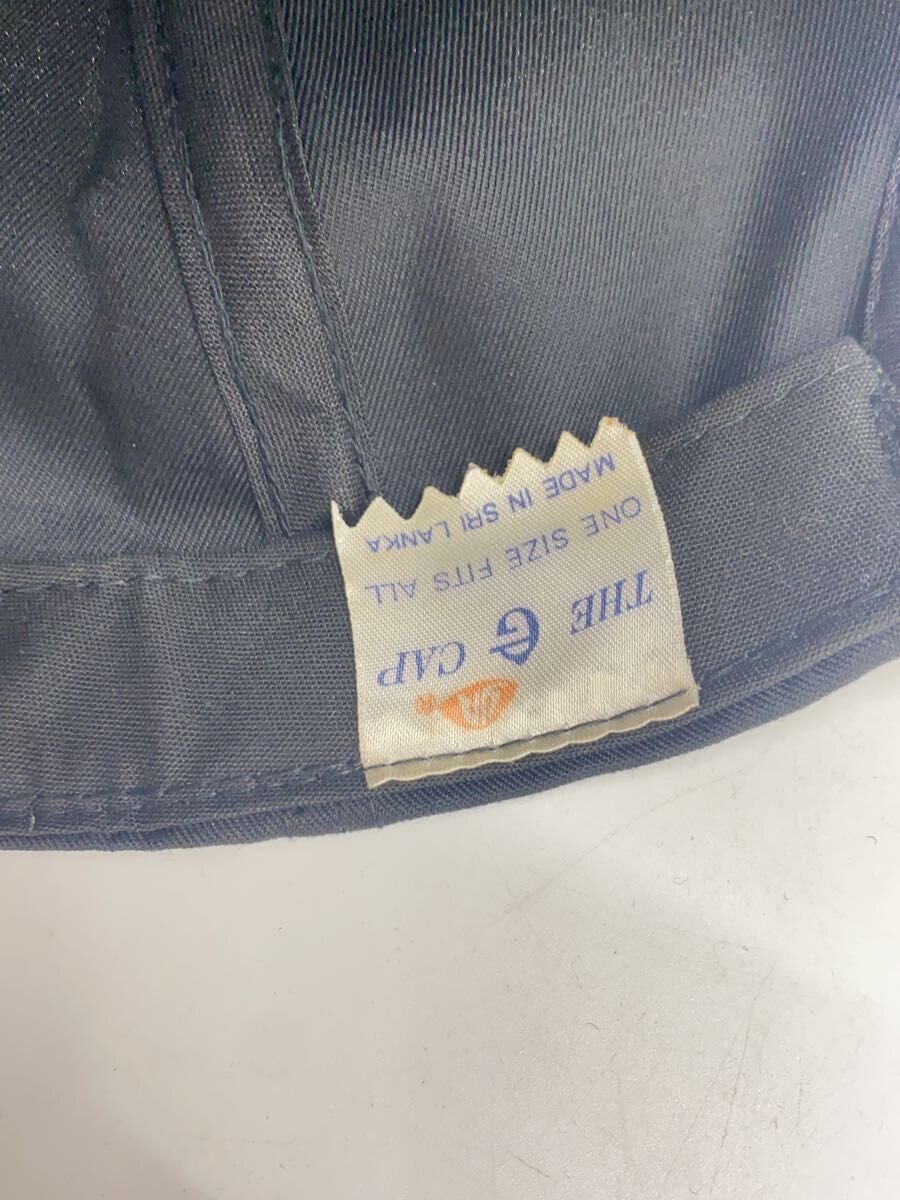 THE G CAP
ONE SIZE FITS ALL
MADE IN SRI LANKA